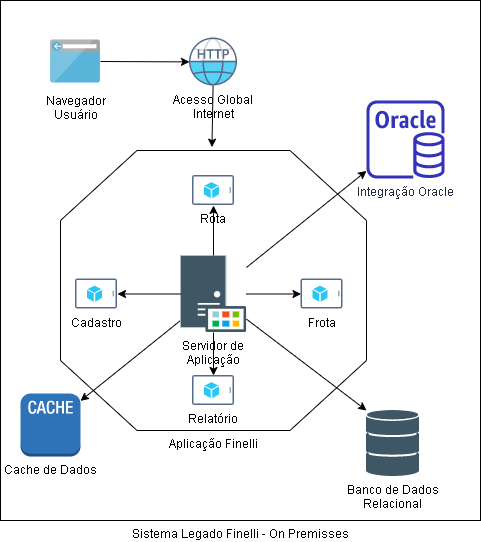 HTTP
Navegador
Usuário
Acesso Global
Internet
Oracle
Integração Oracle
Rota
Cadastro
Frota
Servidor de
Aplicação
Relatório
Aplicação Finelli
CACHE
Cache de Dados
Banco de Dados
Relacional
Sistema Legado Finelli - On Premisses